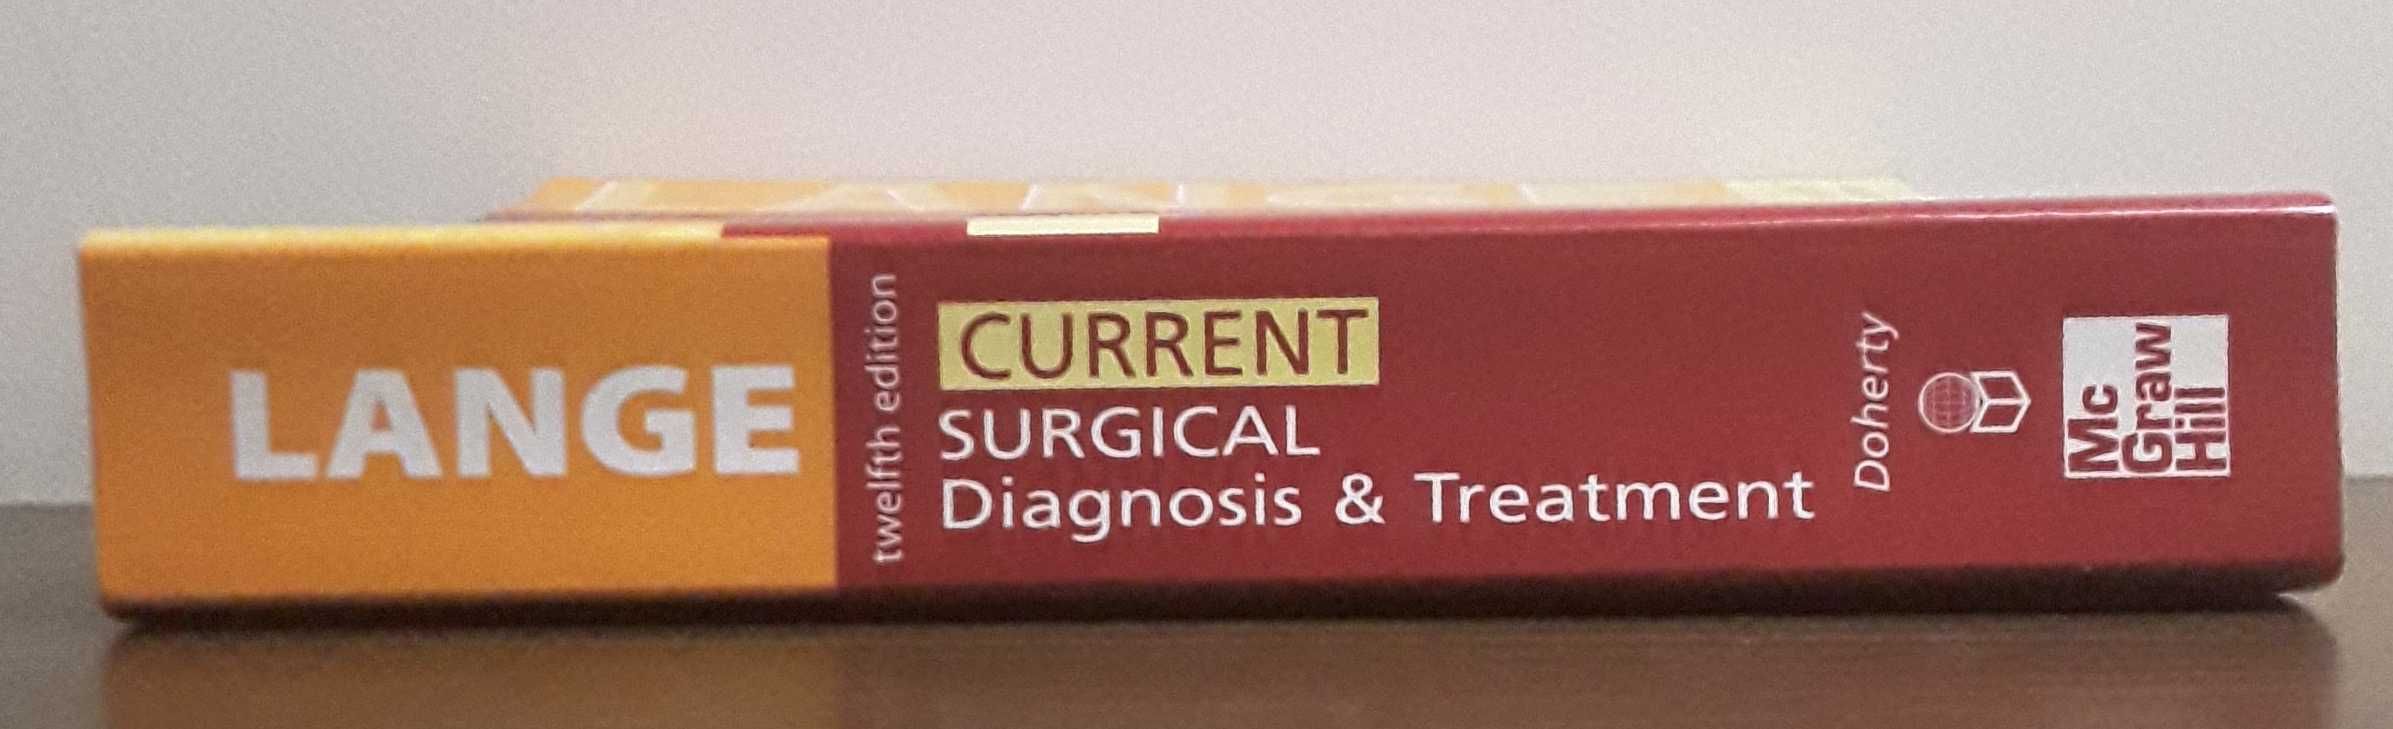 LANGE
twelfth edition
CURRENT
SURGICAL
Diagnosis & Treatment
Doherty
Mc
Graw
Hill